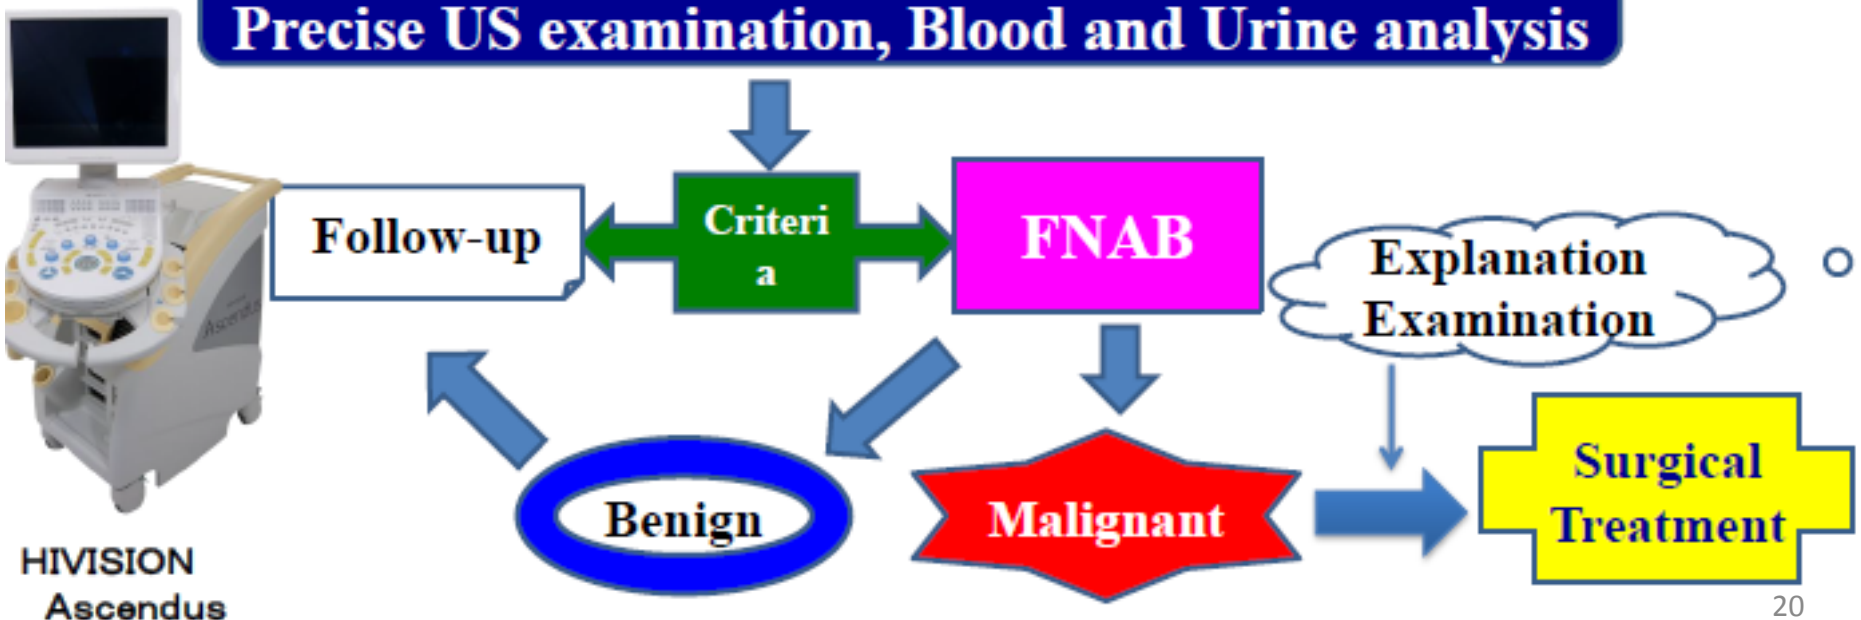 Precise US examination, Blood and Urine analysis
Follow-up
Criteri
a
FNAB
Explanation
Examination
Ascendus
Benign
Malignant
Surgical
Treatment
HIVISION
Ascendus
20